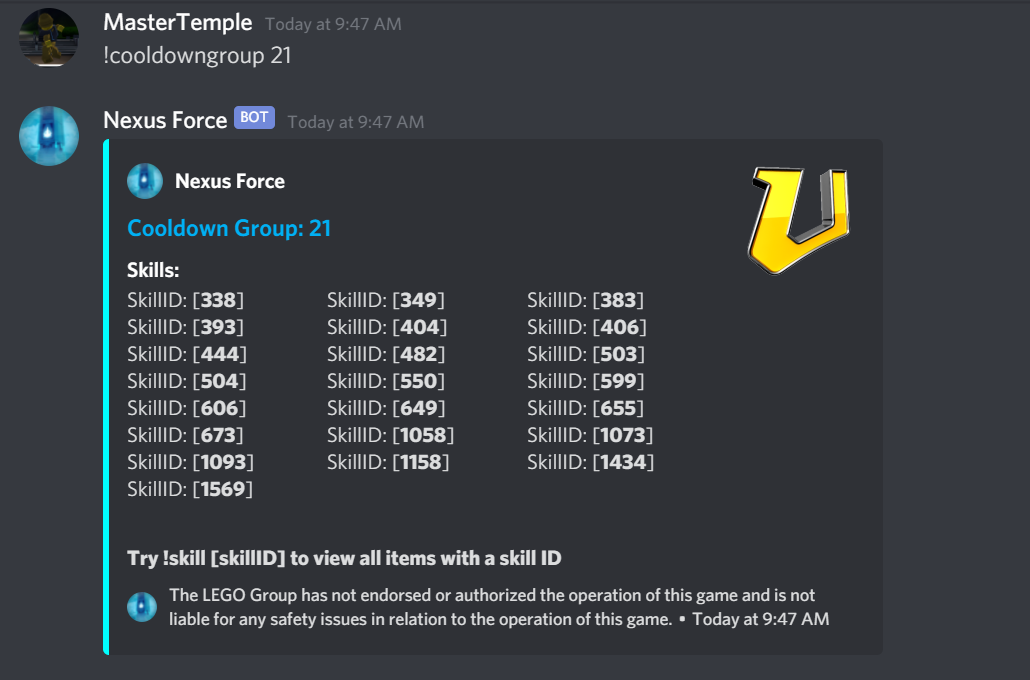 MasterTemple Today at 9:47 AM
!cooldowngroup 21
Nexus Force BOT Today at 9:47 AM
Nexus Force
Cooldown Group: 21
Skills:
SkillID: [338] SkillID: [349] SkillID: [383]
SkillID: [393] SkillID: [404] SkillID: [406]
SkillID: [444] SkillID: [482] SkillID: [503]
SkillID: [504] SkillID: [550] SkillID: [599]
SkillID: [606] SkillID: [649] SkillID: [655]
SkillID: [673] SkillID: [1058] SkillID: [1073]
SkillID: [1093] SkillID: [1158] SkillID: [1434]
SkillID: [1569]
Try !skill [skillID] to view all items with a skill ID
The LEGO Group has not endorsed or authorized the operation of this game and is not
liable for any safety issues in relation to the operation of this game. • Today at 9:47 AM
U